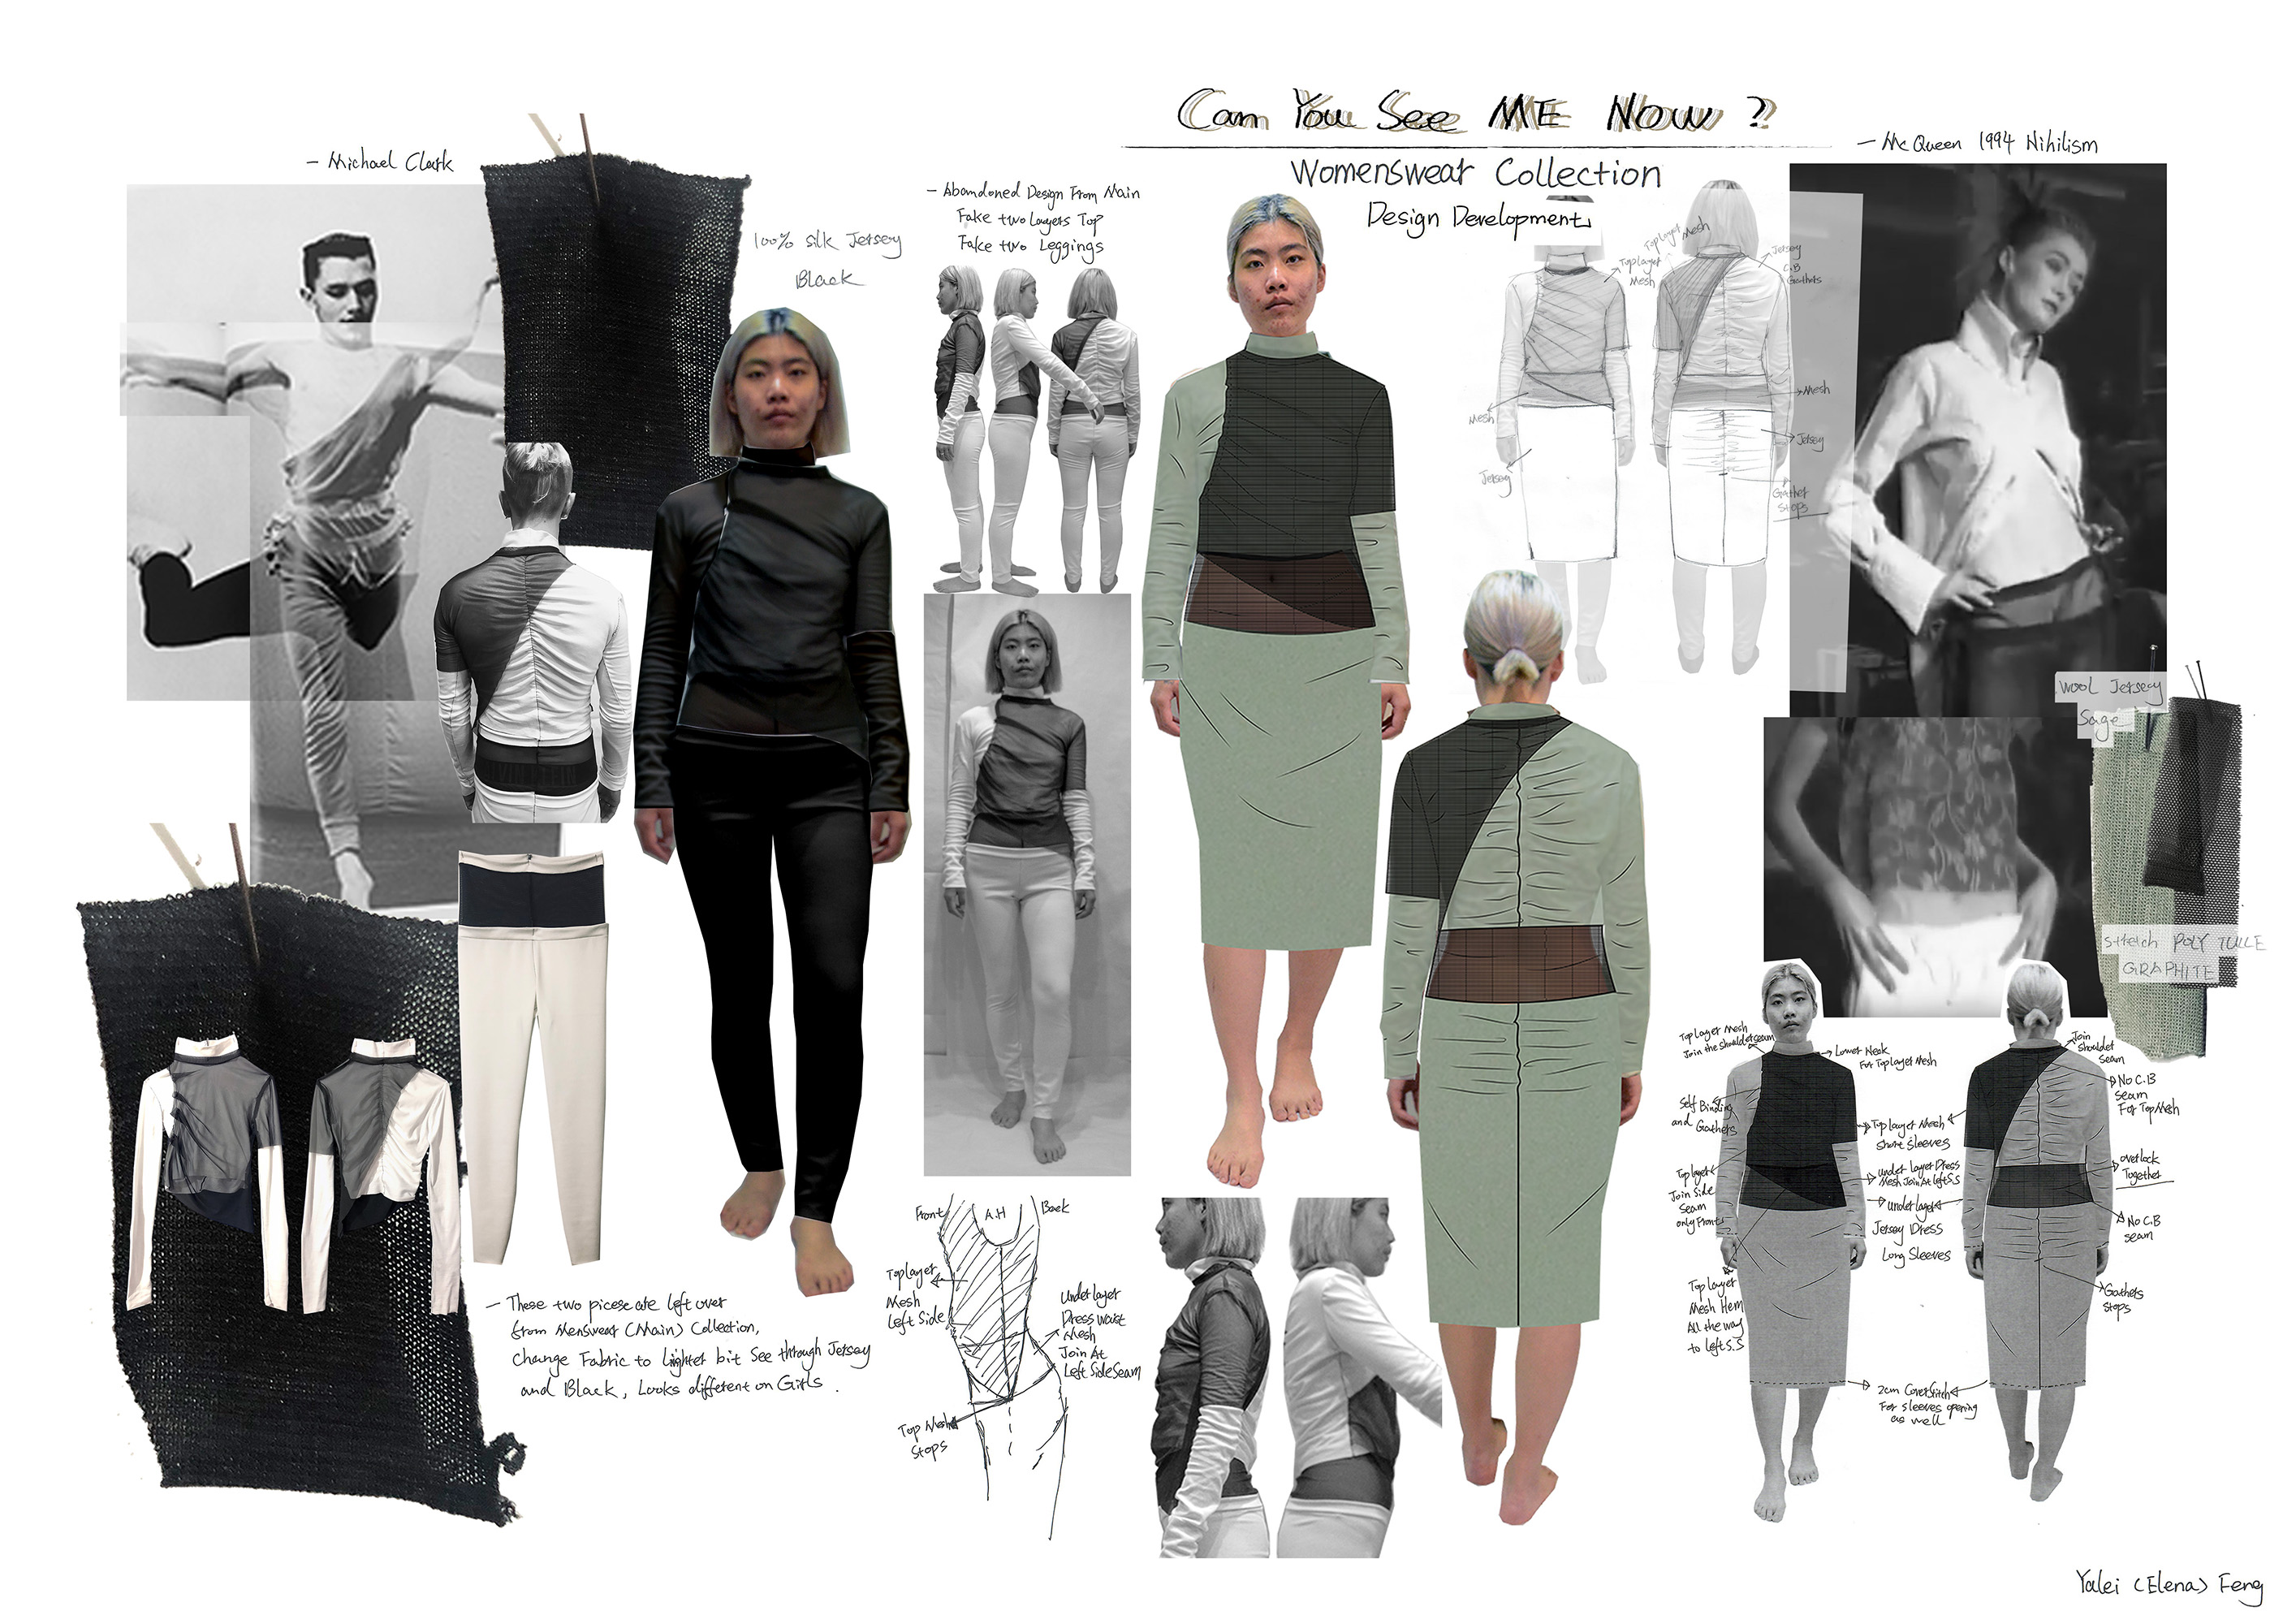 Can You See ME Now ?
Womenswear Collection
Design Development
- Michael Clark
100% silk Jersey
Black
- Abandoned Design From Main
Fake two Layers Top
Fake two Leggings
Top layer Mesh
Top layer
Mesh
Jersey
C.B
Gathers
Mesh
Mesh
Jersey
Jersey
Gather
Stops
- Mc Queen 1994 Nihilism
Wool Jersey
Sage
stretch POLY TULLE
GRAPHITE
- These two picese are left over
from Menswear (Main) Collection,
Change Fabric to Lighter bit See through Jersey
and Black, Looks different on Girls.
Front
A.H
Back
Top layer
Mesh
Left Side
Under layer
Dress waist
Mesh
Join At
Left Side Seam
Top Mesh
Stops
Top layer Mesh
Join the Shoulder seam
Lower Neck
For Top layer Mesh
Self Binding
and Gathers
Top layer
Join Side
Seam
only Front
Top layer
Mesh Hem
All the way
to left S.S
Top layer Mesh
Short Sleeves
under layer Dress
Mesh Join At left S.S
under layer
Jersey Dress
Long Sleeves
Join
Shoulder
Seam
No C.B
Seam
For Top Mesh
overlock
Together
No C.B
seam
Gathers
Stops
2cm CoverStitch
For Sleeves opening
as well
Yalei (Elena) Feng